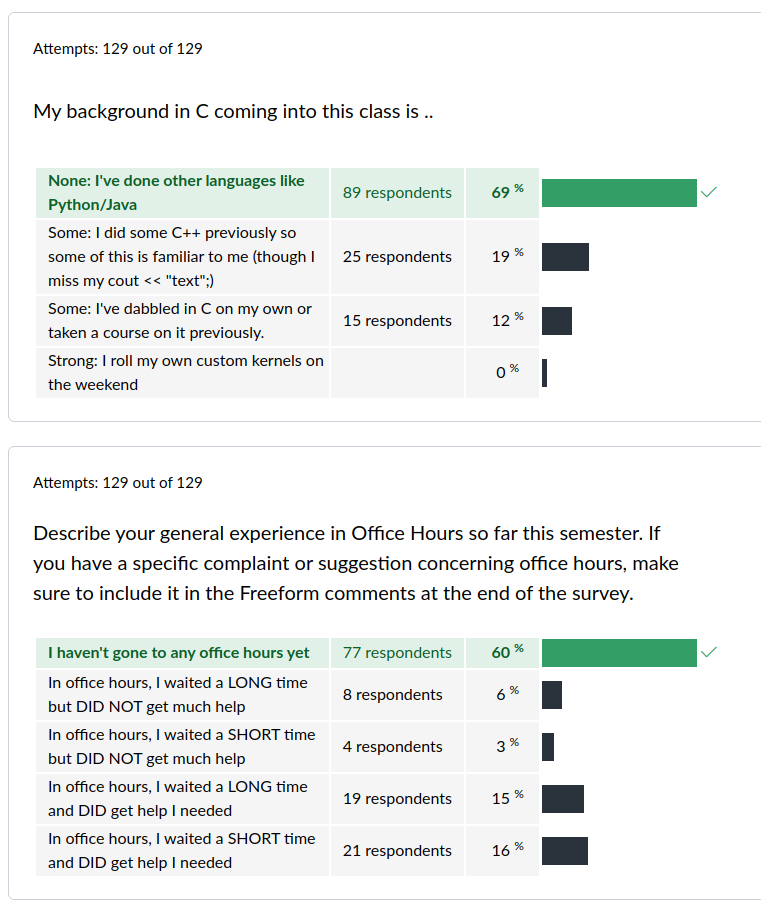 Attempts: 129 out of 129
My background in C coming into this class is ..
None: I've done other languages like
Python/Java
89 respondents
69 %
Some: I did some C++ previously so
some of this is familiar to me (though I
miss my cout << "text";)
25 respondents
19 %
Some: I've dabbled in C on my own or
taken a course on it previously.
15 respondents
12 %
Strong: I roll my own custom kernels on
the weekend
0 %
Attempts: 129 out of 129
Describe your general experience in Office Hours so far this semester. If
you have a specific complaint or suggestion concerning office hours, make
sure to include it in the Freeform comments at the end of the survey.
I haven't gone to any office hours yet
77 respondents
60 %
In office hours, I waited a LONG time
but DID NOT get much help
8 respondents
6 %
In office hours, I waited a SHORT time
but DID NOT get much help
4 respondents
3 %
In office hours, I waited a LONG time
and DID get help I needed
19 respondents
15 %
In office hours, I waited a SHORT time
and DID get help I needed
21 respondents
16 %